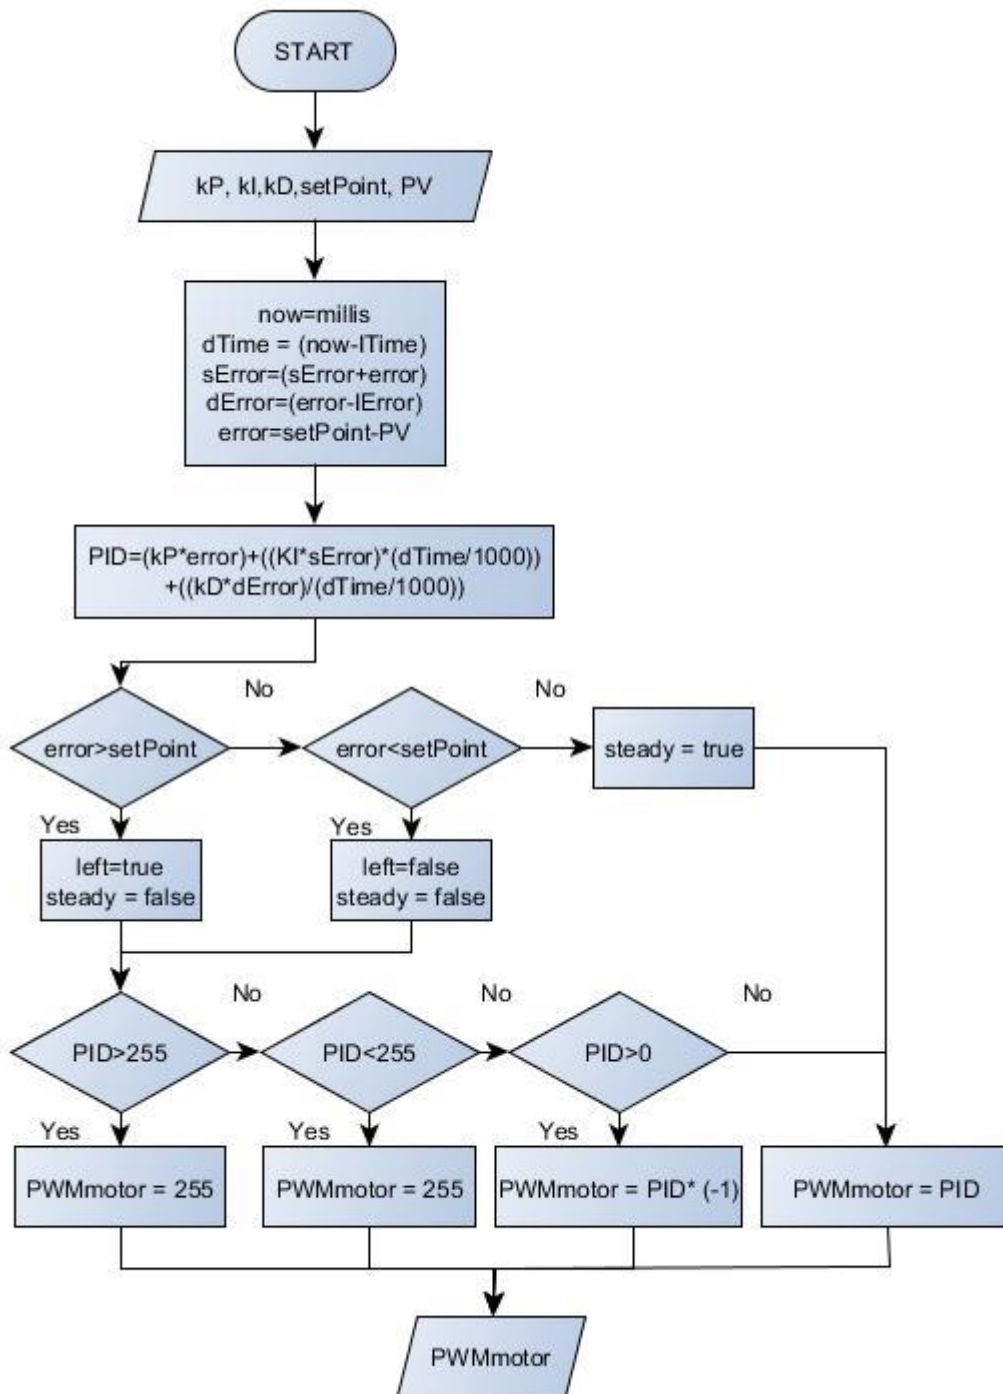 START
kP, kI,kD,setPoint, PV
now=millis
dTime = (now-lTime)
sError=(sError+error)
dError=(error-lError)
error=setPoint-PV
PID=(kP*error)+((KI*sError)*(dTime/1000))
+((kD*dError)/(dTime/1000))
No
No
error>setPoint
error<setPoint
steady = true
Yes
Yes
left=true
steady = false
left=false
steady = false
No
No
No
PID>255
PID<255
PID>0
Yes
Yes
Yes
PWMmotor = 255
PWMmotor = 255
PWMmotor = PID* (-1)
PWMmotor = PID
PWMmotor